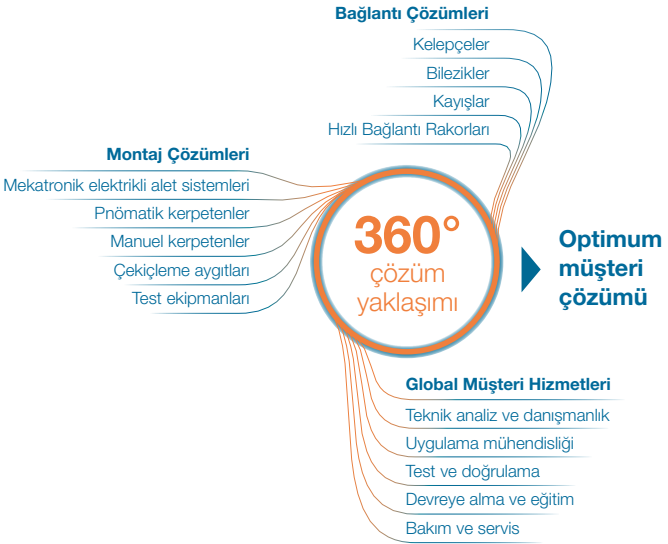 Bağlantı Çözümleri
Kelepçeler
Bilezikler
Kayışlar
Hızlı Bağlantı Rakorları
Montaj Çözümleri
Mekatronik elektrikli alet sistemleri
Pnömatik kerpetenler
Manuel kerpetenler
Çekiçleme aygıtları
Test ekipmanları
360°
çözüm
yaklaşımı
Optimum
müşteri
çözümü
Global Müşteri Hizmetleri
Teknik analiz ve danışmanlık
Uygulama mühendisliği
Test ve doğrulama
Devreye alma ve eğitim
Bakım ve servis